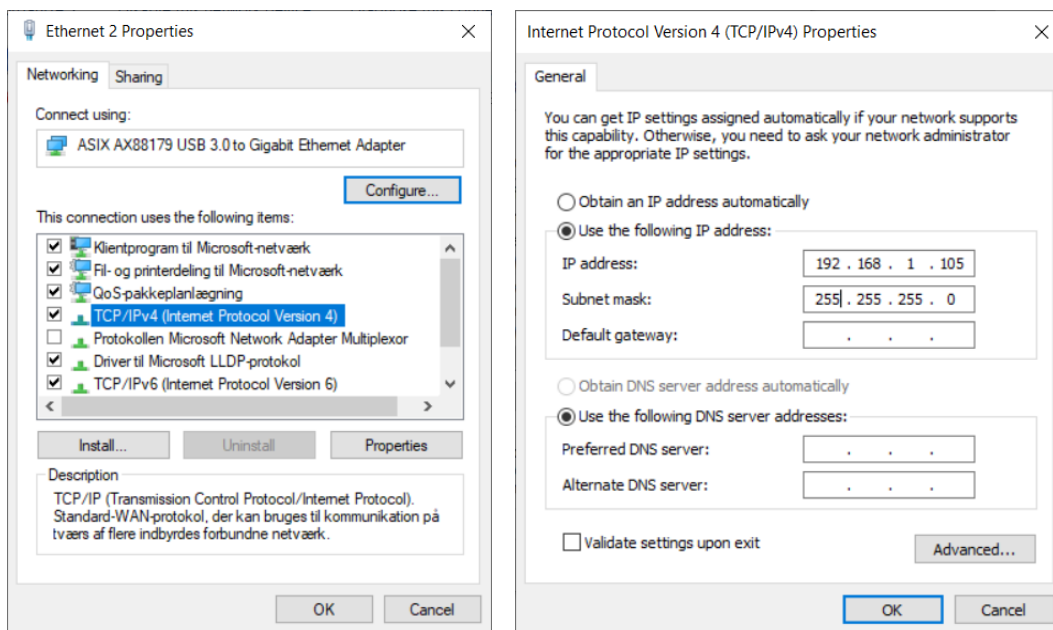 Ethernet 2 Properties
Networking
Sharing
Connect using:
ASIX AX88179 USB 3.0 to Gigabit Ethernet Adapter
Configure...
This connection uses the following items:
Klientprogram til Microsoft-netværk
Fil- og printerdeling til Microsoft-netværk
QoS-pakkeplanlægning
TCP/IPv4 (Internet Protocol Version 4)
Protokollen Microsoft Network Adapter Multiplexor
Driver til Microsoft LLDP-protokol
TCP/IPv6 (Internet Protocol Version 6)
Install...
Uninstall
Properties
Description
TCP/IP (Transmission Control Protocol/Internet Protocol).
Standard-WAN-protokol, der kan bruges til kommunikation på
tværs af flere indbyrdes forbundne netværk.
OK
Cancel
Internet Protocol Version 4 (TCP/IPv4) Properties
General
You can get IP settings assigned automatically if your network supports
this capability. Otherwise, you need to ask your network administrator
for the appropriate IP settings.
Obtain an IP address automatically
Use the following IP address:
IP address:
192 . 168 . 1 . 105
Subnet mask:
255 . 255 . 255 . 0
Default gateway:
. . .
Obtain DNS server address automatically
Use the following DNS server addresses:
Preferred DNS server:
. . .
Alternate DNS server:
. . .
Validate settings upon exit
Advanced...
OK
Cancel